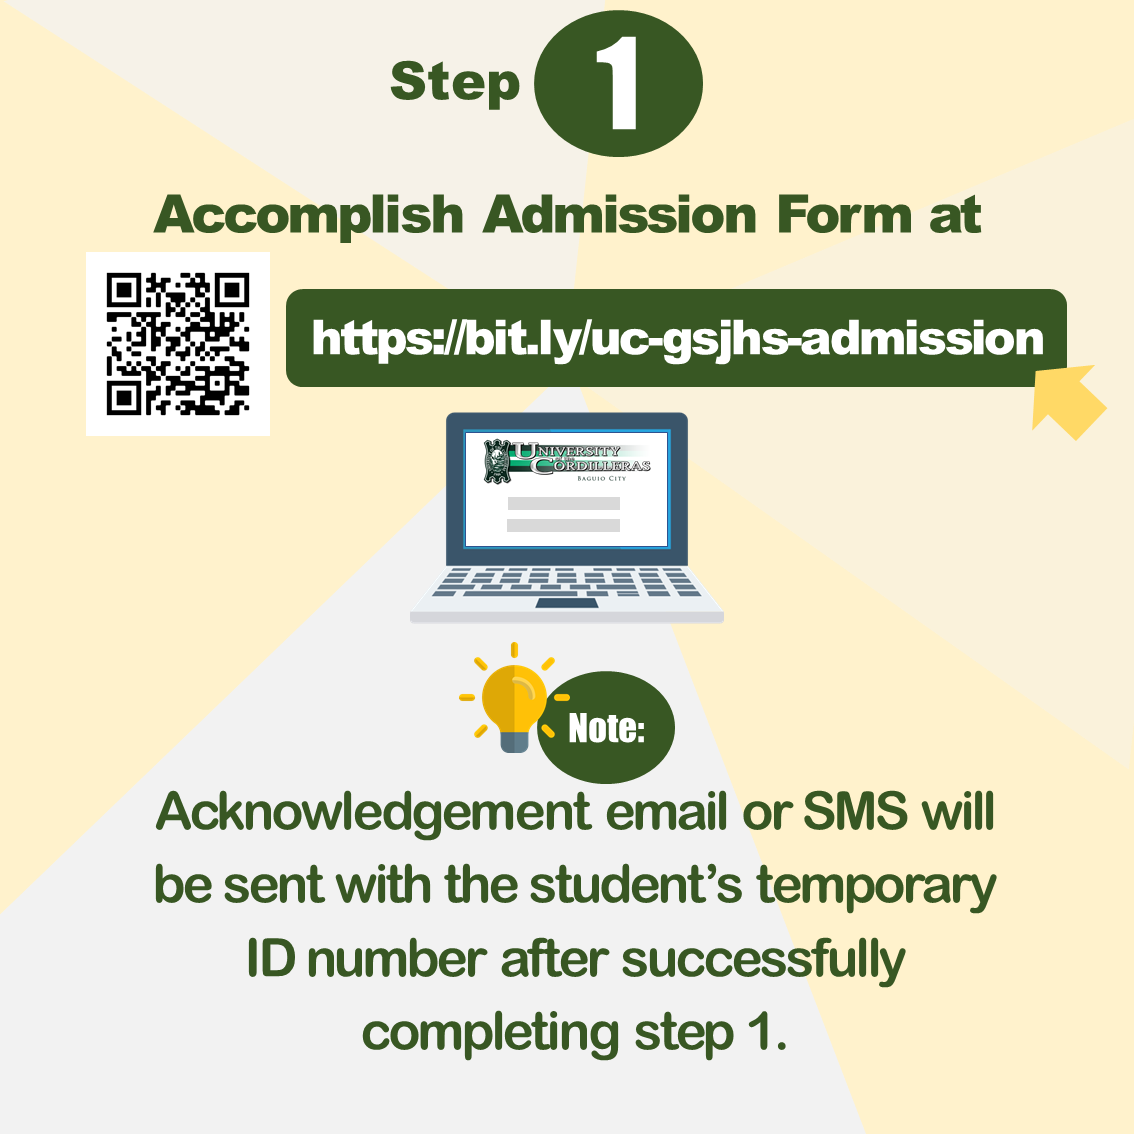 Step 1
Accomplish Admission Form at
https://bit.ly/uc-gsjhs-admission
UNIVERSITY
of the
CORDILLERAS
BAGUIO CITY
Note:
Acknowledgement email or SMS will
be sent with the student’s temporary
ID number after successfully
completing step 1.